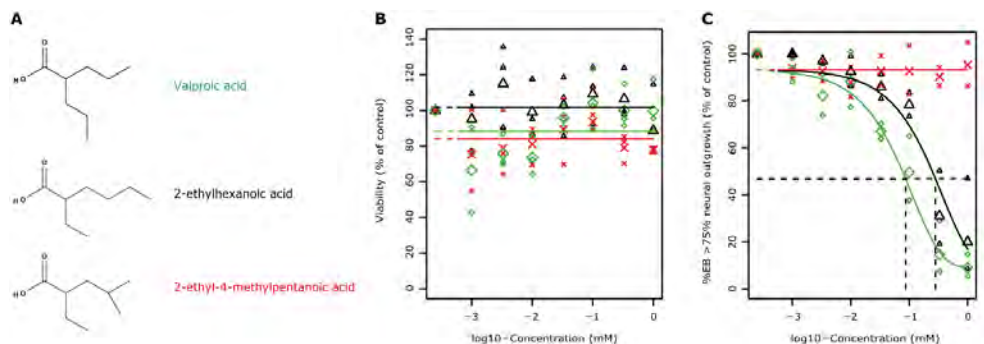 A
O
HO
Valproic acid
O
HO
2-ethylhexanoic acid
O
HO
2-ethyl-4-methylpentanoic acid
B
Viability (% of control)
140
120
100
80
60
40
20
0
−3
−2
−1
0
log10−Concentration (mM)
C
%EB >75% neural outgrowth (% of control)
100
80
60
40
20
0
−3
−2
−1
0
log10−Concentration (mM)